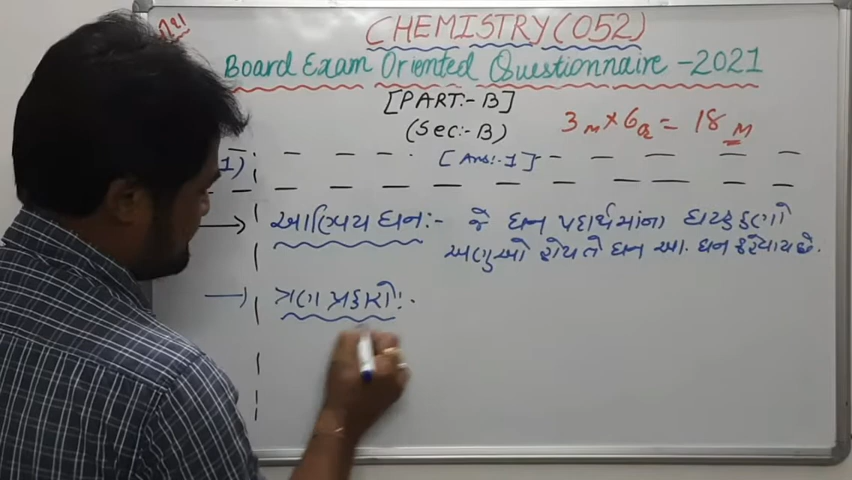 CHEMISTRY(052)
Board Exam Oriented Questionnaire -2021
[PART:- B]
(Sec:- B)
3M × 6Q = 18 M
1)
[Ans:-1]
→ આણ્વિય ઘન:- જે ઘન પદાર્થમાંના ઘટકકણો
અણુઓ હોય તે ઘન આ. ઘન કહેવાય છે.
→ ત્રણ પ્રકારો:-